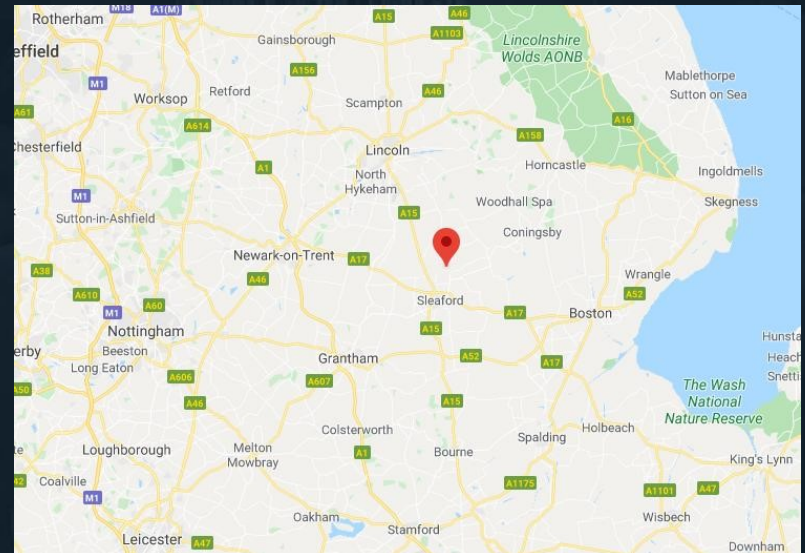 M18
A1(M)
A15
A46
Rotherham
Gainsborough
A1103
Lincolnshire
Wolds AONB
effield
A156
M1
Mablethorpe
Worksop
Retford
A46
Sutton on Sea
Scampton
A61
A614
A16
A158
Chesterfield
Lincoln
A1
Horncastle
North
Hykeham
Ingoldmells
M1
Woodhall Spa
Skegness
A15
Sutton-in-Ashfield
Coningsby
Newark-on-Trent
A17
A38
A46
Wrangle
A610
A60
Sleaford
A52
M1
A17
Boston
Nottingham
A15
Hunsta
erby
Beeston
Grantham
A52
A17
Heach
Long Eaton
A606
A607
Snettis
A50
The Wash
National
Nature Reserve
A46
A15
Colsterworth
Holbeach
Spalding
te
Loughborough
Melton
Mowbray
A1
Bourne
King's Lynn
42
Coalville
A1175
A1101
A47
M1
Oakham
Wisbech
Stamford
Leicester
A47
Downham